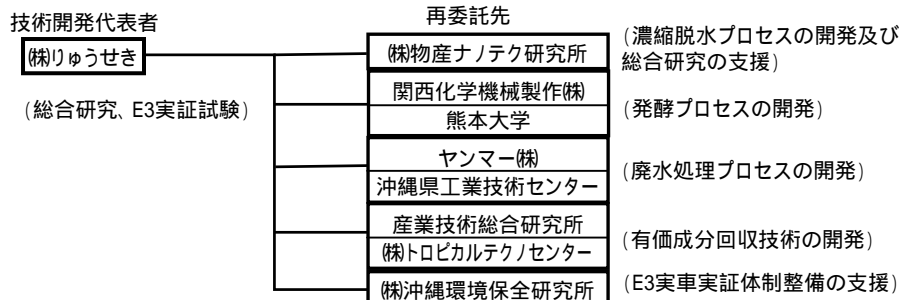 技術開発代表者
㈱りゅうせき
(総合研究、E3実証試験)
再委託先
㈱物産ナノテク研究所
(濃縮脱水プロセスの開発及び
総合研究の支援)
関西化学機械製作㈱
熊本大学
(発酵プロセスの開発)
ヤンマー㈱
沖縄県工業技術センター
(廃水処理プロセスの開発)
産業技術総合研究所
㈱トロピカルテクノセンター
(有価成分回収技術の開発)
㈱沖縄環境保全研究所
(E3実車実証体制整備の支援)